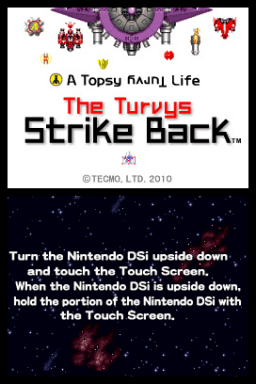 A Topsy Turvy Life
The Turvys
Strike Back™
©TECMO, LTD. 2010
Turn the Nintendo DSi upside down
and touch the Touch Screen.
When the Nintendo DSi is upside down,
hold the portion of the Nintendo DSi with
the Touch Screen.